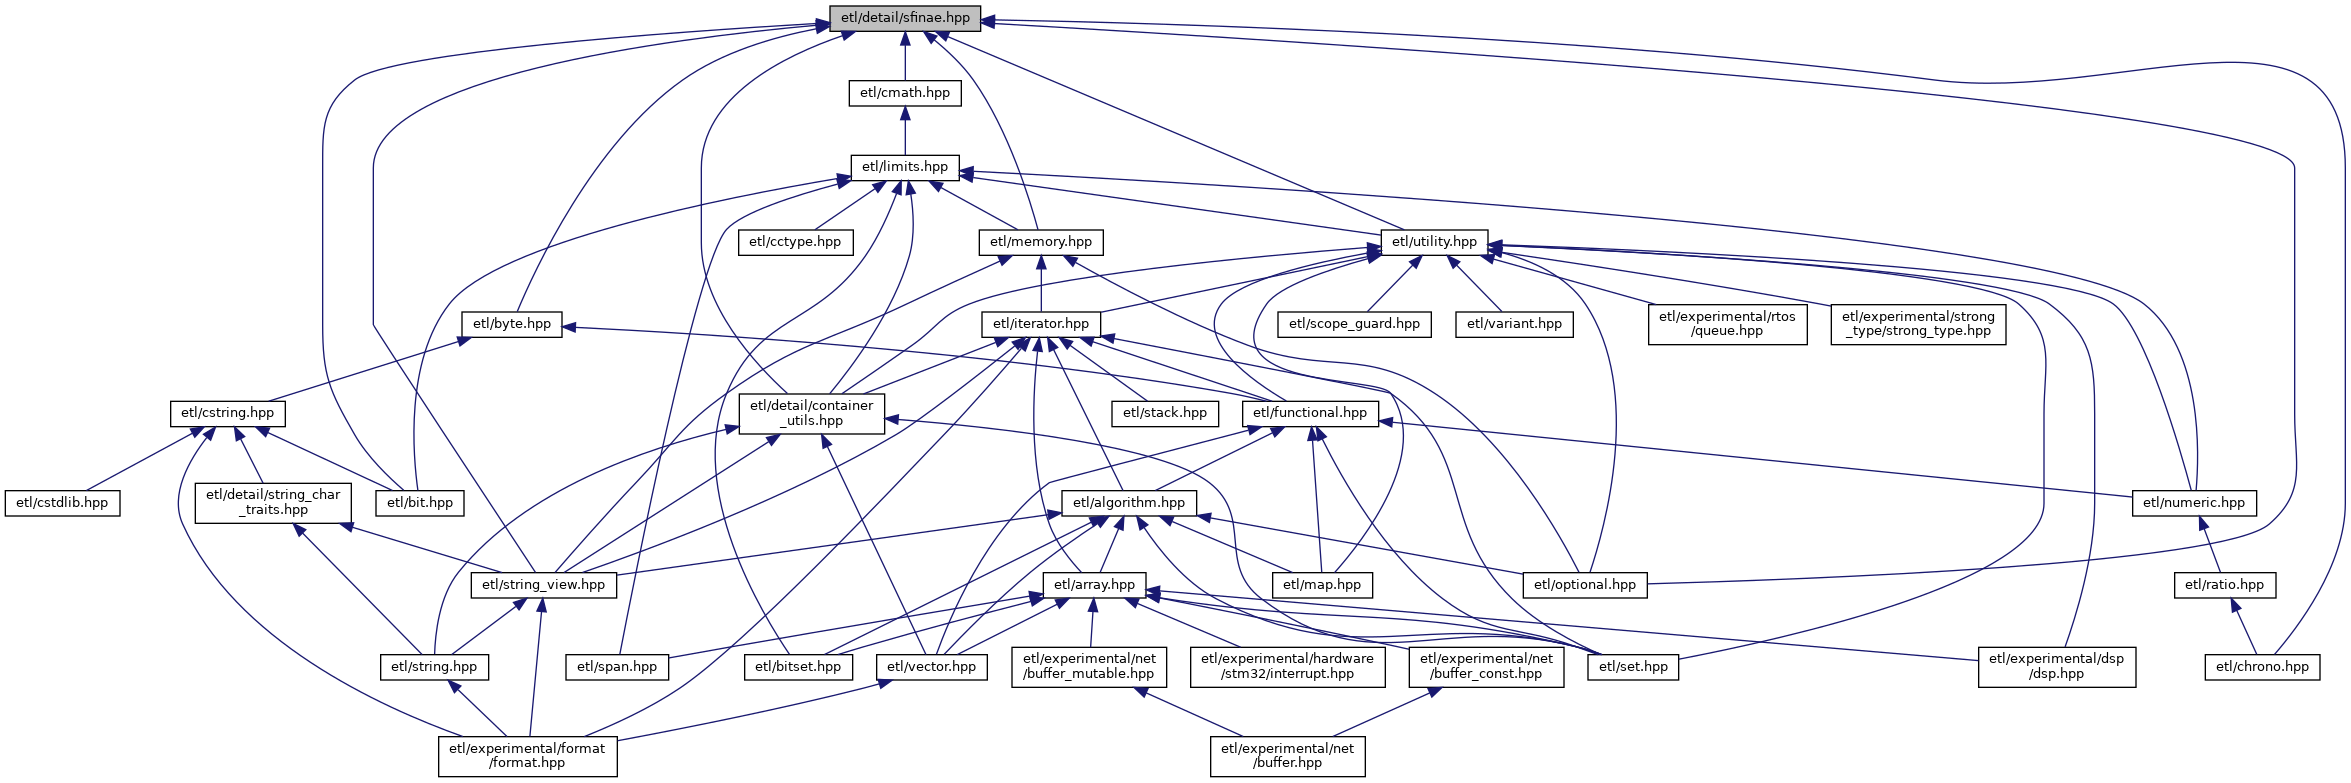 etl/detail/sfinae.hpp
etl/cmath.hpp
etl/limits.hpp
etl/cctype.hpp
etl/memory.hpp
etl/utility.hpp
etl/byte.hpp
etl/iterator.hpp
etl/scope_guard.hpp
etl/variant.hpp
etl/experimental/rtos
/queue.hpp
etl/experimental/strong
_type/strong_type.hpp
etl/cstring.hpp
etl/detail/container
_utils.hpp
etl/stack.hpp
etl/functional.hpp
etl/cstdlib.hpp
etl/detail/string_char
_traits.hpp
etl/bit.hpp
etl/algorithm.hpp
etl/numeric.hpp
etl/string_view.hpp
etl/array.hpp
etl/map.hpp
etl/optional.hpp
etl/ratio.hpp
etl/string.hpp
etl/span.hpp
etl/bitset.hpp
etl/vector.hpp
etl/experimental/net
/buffer_mutable.hpp
etl/experimental/hardware
/stm32/interrupt.hpp
etl/experimental/net
/buffer_const.hpp
etl/set.hpp
etl/experimental/dsp
/dsp.hpp
etl/chrono.hpp
etl/experimental/format
/format.hpp
etl/experimental/net
/buffer.hpp